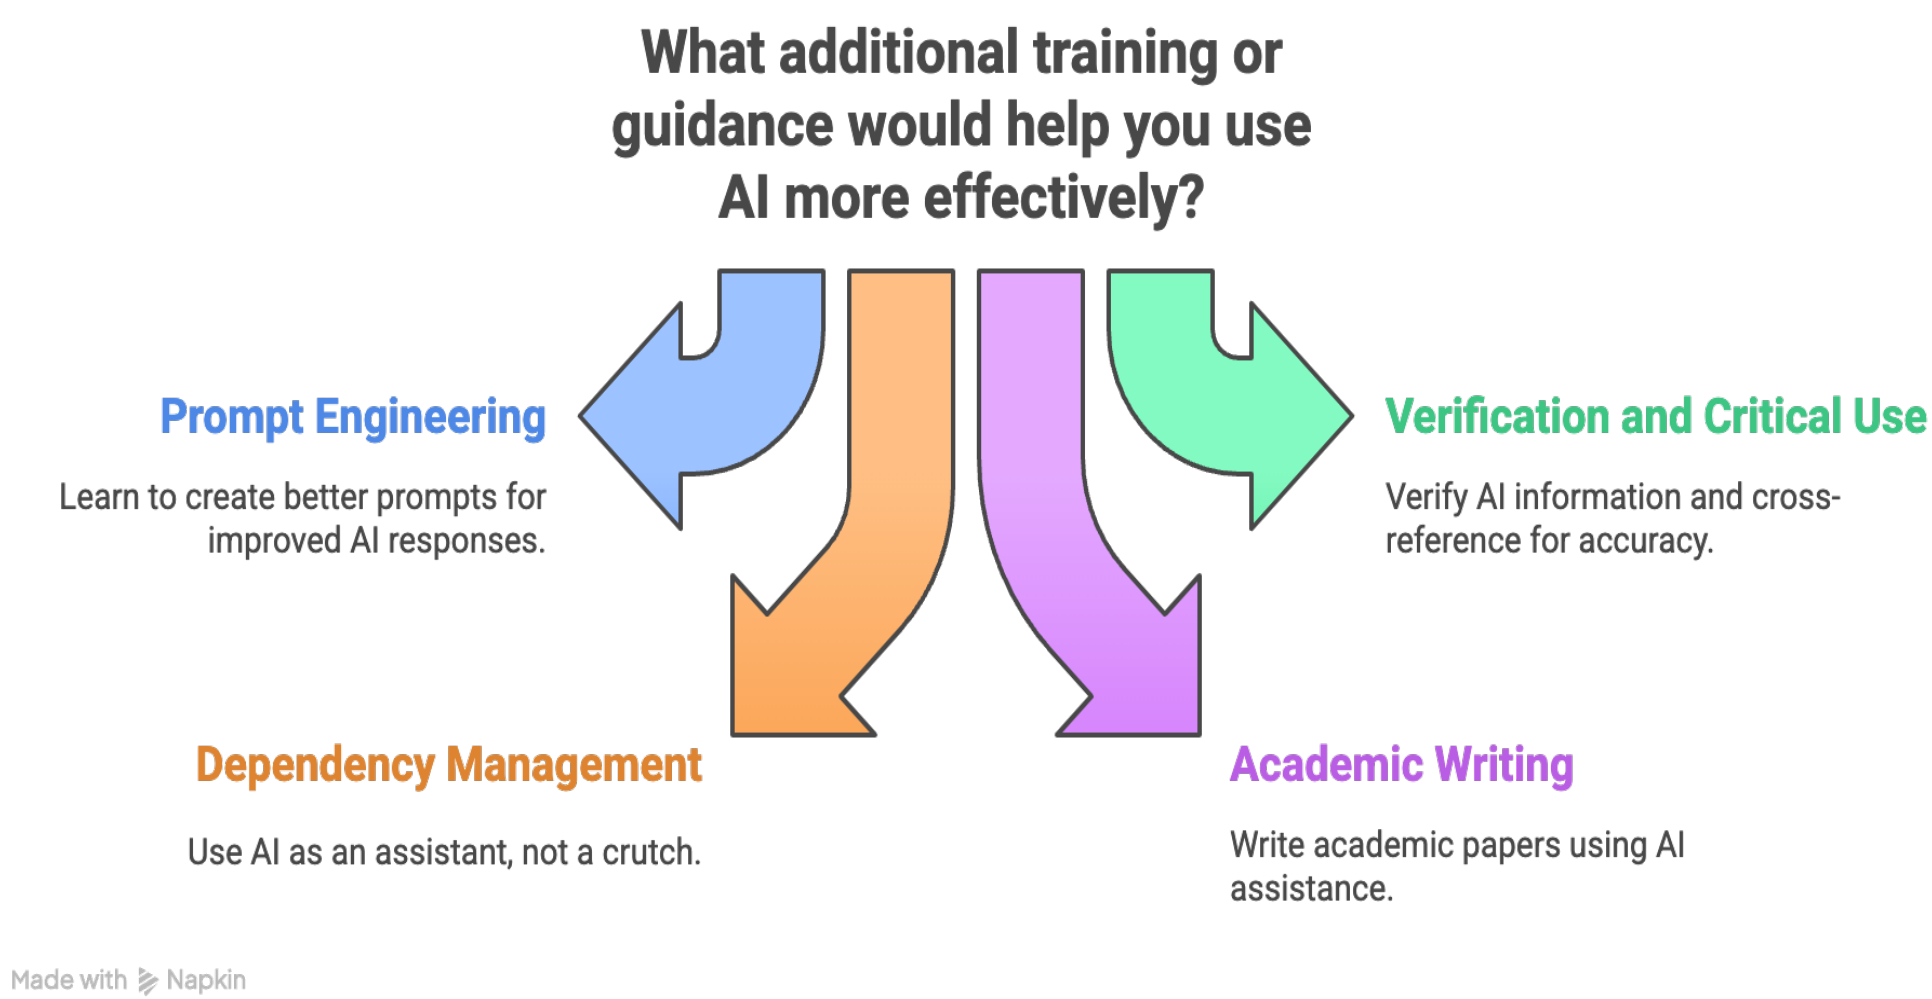 What additional training or
guidance would help you use
AI more effectively?
Prompt Engineering
Learn to create better prompts for
improved AI responses.
Verification and Critical Use
Verify AI information and cross-
reference for accuracy.
Dependency Management
Use AI as an assistant, not a crutch.
Academic Writing
Write academic papers using AI
assistance.
Made with Napkin